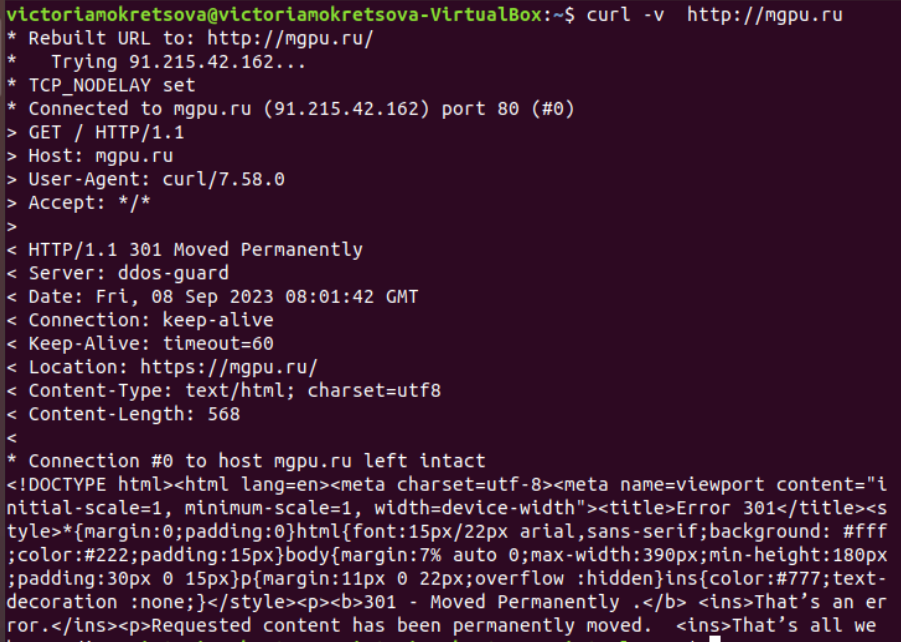 victoriamokretsova@victoriamokretsova-VirtualBox:~$ curl -v  http://mgpu.ru
* Rebuilt URL to: http://mgpu.ru/
*   Trying 91.215.42.162...
* TCP_NODELAY set
* Connected to mgpu.ru (91.215.42.162) port 80 (#0)
> GET / HTTP/1.1
> Host: mgpu.ru
> User-Agent: curl/7.58.0
> Accept: */*
>
< HTTP/1.1 301 Moved Permanently
< Server: ddos-guard
< Date: Fri, 08 Sep 2023 08:01:42 GMT
< Connection: keep-alive
< Keep-Alive: timeout=60
< Location: https://mgpu.ru/
< Content-Type: text/html; charset=utf8
< Content-Length: 568
<
* Connection #0 to host mgpu.ru left intact
<!DOCTYPE html><html lang=en><meta charset=utf-8><meta name=viewport content="i
nitial-scale=1, minimum-scale=1, width=device-width"><title>Error 301</title><s
tyle>*{margin:0;padding:0}html{font:15px/22px arial,sans-serif;background: #fff
;color:#222;padding:15px}body{margin:7% auto 0;max-width:390px;min-height:180px
;padding:30px 0 15px}p{margin:11px 0 22px;overflow :hidden}ins{color:#777;text-
decoration :none;}</style><p><b>301 - Moved Permanently .</b> <ins>That’s an er
ror.</ins><p>Requested content has been permanently moved.  <ins>That’s all we